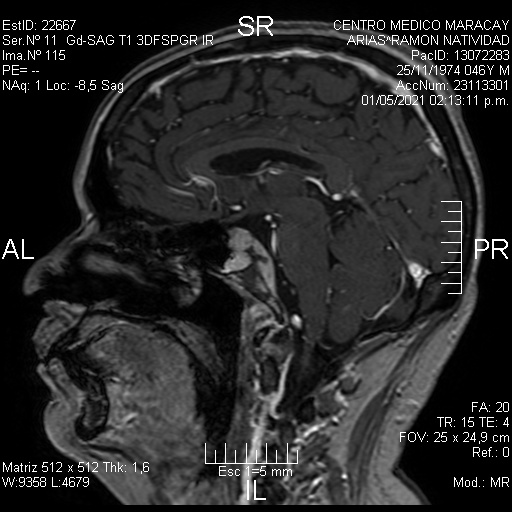 EstID: 22667
Ser.Nº 11 Gd-SAG T1 3DFSPGR IR
Ima.Nº 115
PE= --
NAq: 1 Loc: -8,5 Sag
SR
CENTRO MEDICO MARACAY
ARIAS^RAMON NATIVIDAD
PacID: 13072283
25/11/1974 046Y M
AccNum: 23113301
01/05/2021 02:13:11 p.m.
AL
PR
FA: 20
TR: 15 TE: 4
FOV: 25 x 24,9 cm
Ref.: 0
Mod.: MR
Matriz 512 x 512 Thk: 1,6
W:9358 L:4679
Esc 1=5 mm
IL